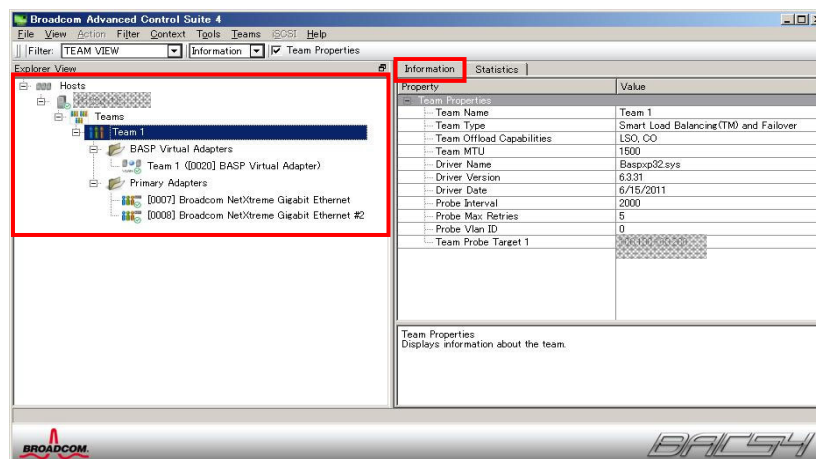 Broadcom Advanced Control Suite 4
File View Action Filter Context Tools Teams iSCSI Help
Filter: TEAM VIEW Information Team Properties
Explorer View
Hosts
Teams
Team 1
BASP Virtual Adapters
Team 1 ([0020] BASP Virtual Adapter)
Primary Adapters
[0007] Broadcom NetXtreme Gigabit Ethernet
[0008] Broadcom NetXtreme Gigabit Ethernet #2
Information Statistics
Property Value
Team Properties
Team Name Team 1
Team Type Smart Load Balancing(TM) and Failover
Team Offload Capabilities LSO, CO
Team MTU 1500
Driver Name Baspxp32.sys
Driver Version 6.3.31
Driver Date 6/15/2011
Probe Interval 2000
Probe Max Retries 5
Probe Vlan ID 0
Team Probe Target 1
Team Properties
Displays information about the team.
BROADCOM.
BACS4